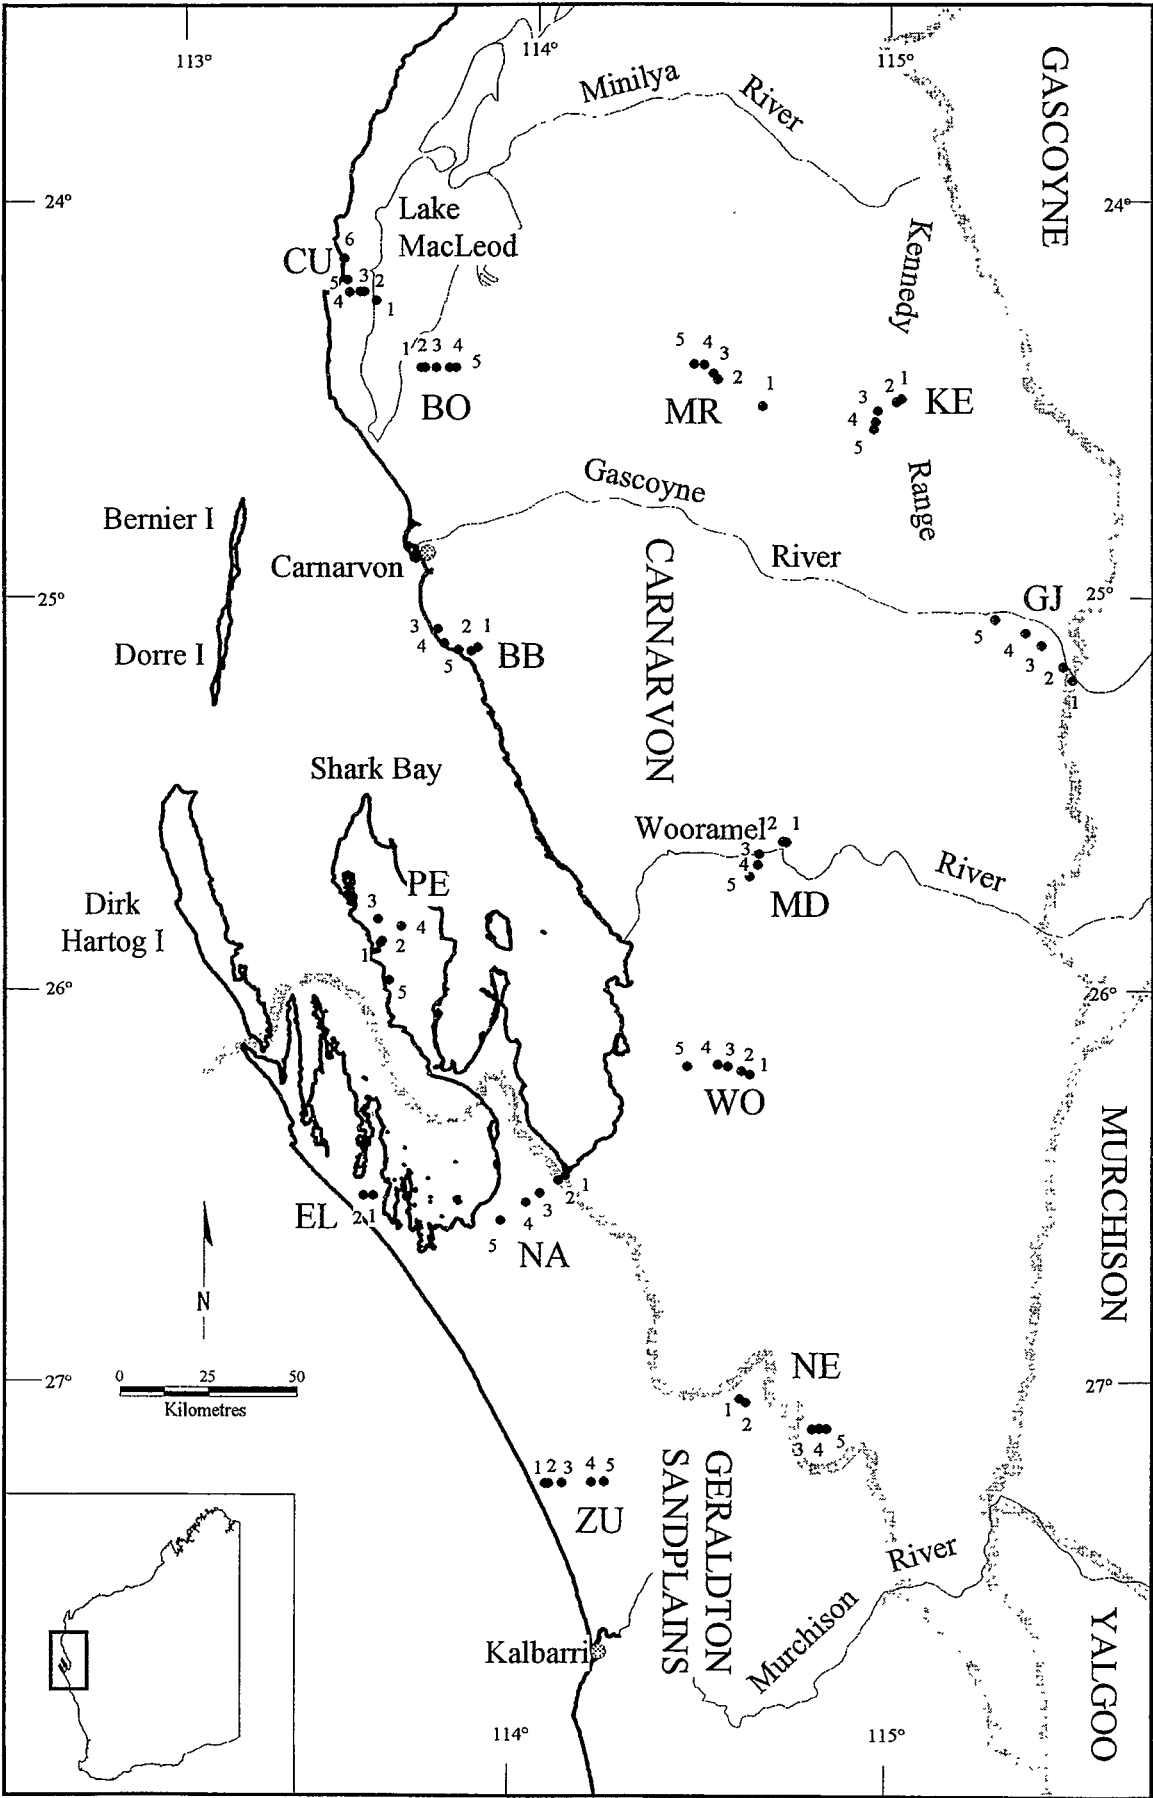 113°
114°
115°
GASCOYNE
Minilya
River
24°
24°
Lake
MacLeod
Kennedy
6
CU
5
3
2
4
1
1
2
3
4
5
BO
5
4
3
2
1
MR
1
2
3
4
5
KE
Range
Gascoyne
River
Bernier I
Carnarvon
CARNARVON
25°
25°
GJ
5
4
3
2
1
Dorre I
3
2
1
4
5
BB
Shark Bay
Wooramel
2
1
3
4
5
MD
River
PE
3
4
2
1
5
Dirk
Hartog I
26°
26°
5
4
3
2
1
WO
MURCHISON
EL
2
1
1
2
3
4
5
NA
N
0
25
50
Kilometres
27°
27°
NE
1
2
3
4
5
1
2
3
4
5
ZU
GERALDTON
SANDPLAINS
River
Murchison
Kalbarri
YALGOO
114°
115°